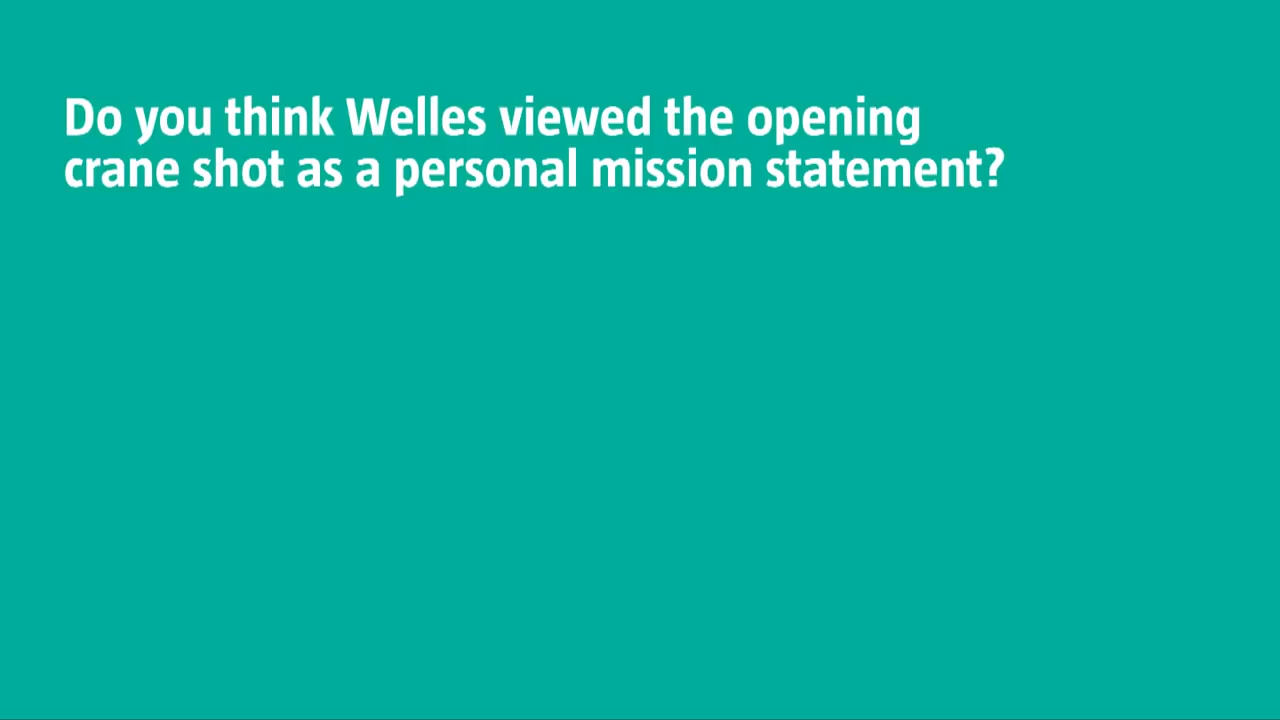 Do you think Welles viewed the opening
crane shot as a personal mission statement?